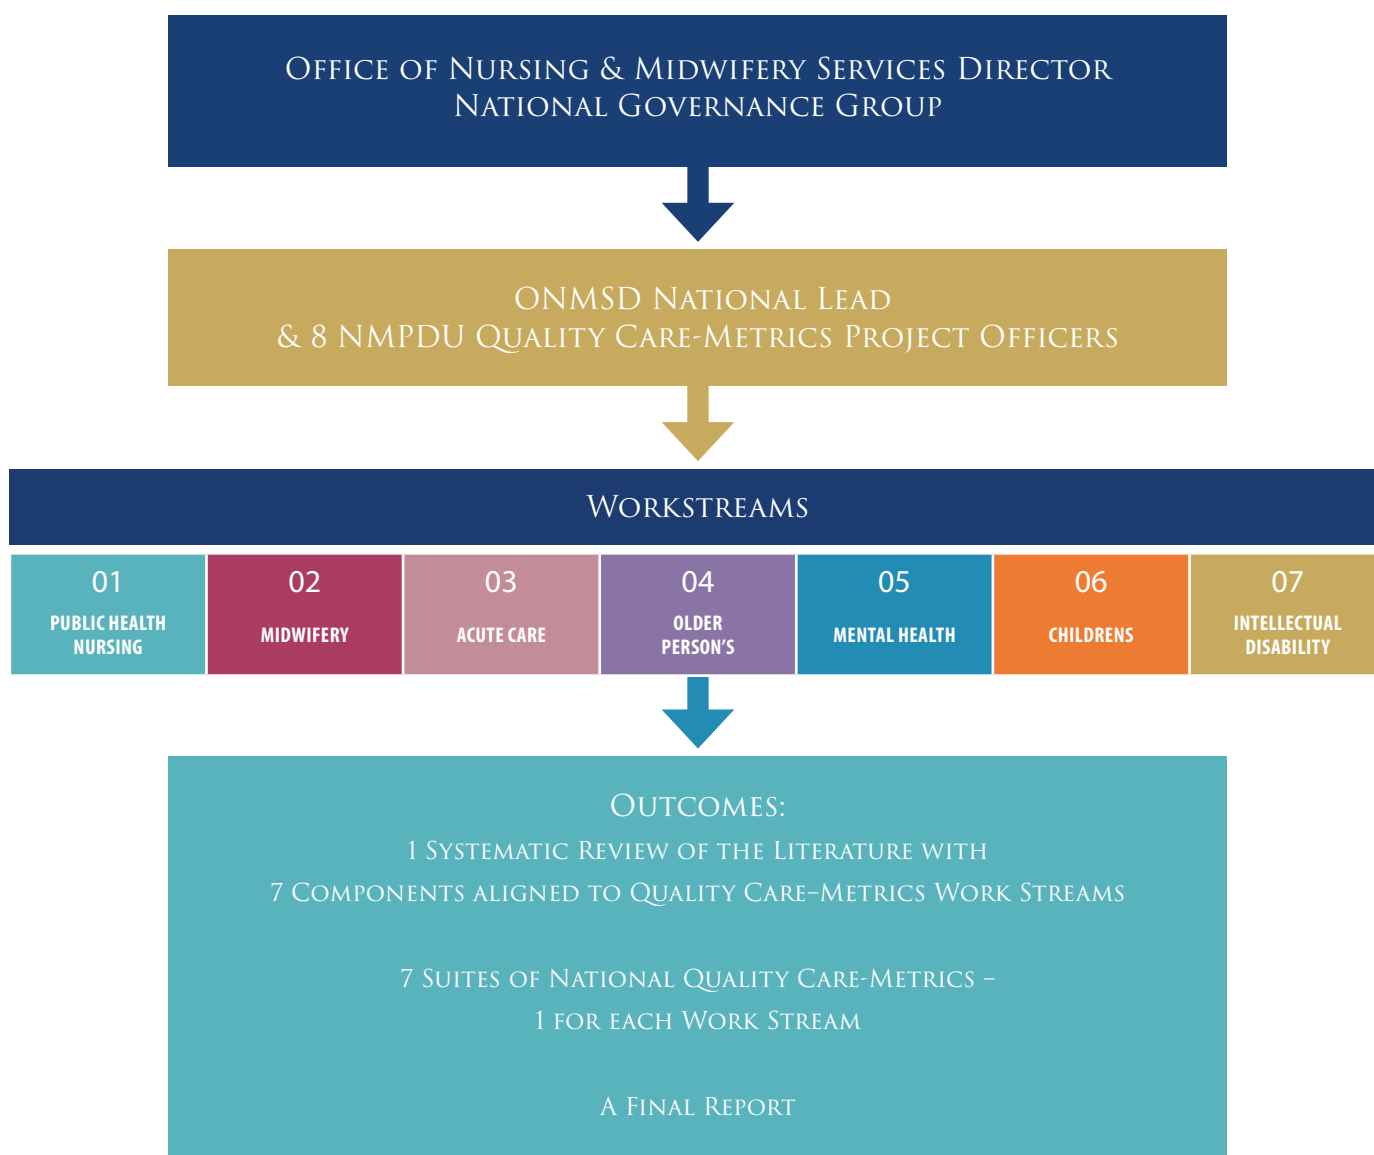 Office of Nursing & Midwifery Services Director
National Governance Group
ONMSD National Lead
& 8 NMPDU Quality Care-Metrics Project Officers
Workstreams
01
PUBLIC HEALTH
NURSING
02
MIDWIFERY
03
ACUTE CARE
04
OLDER
PERSON'S
05
MENTAL HEALTH
06
CHILDRENS
07
INTELLECTUAL
DISABILITY
Outcomes:
1 Systematic Review of the Literature with
7 Components aligned to Quality Care–Metrics Work Streams
7 Suites of National Quality Care-Metrics –
1 for each Work Stream
A Final Report